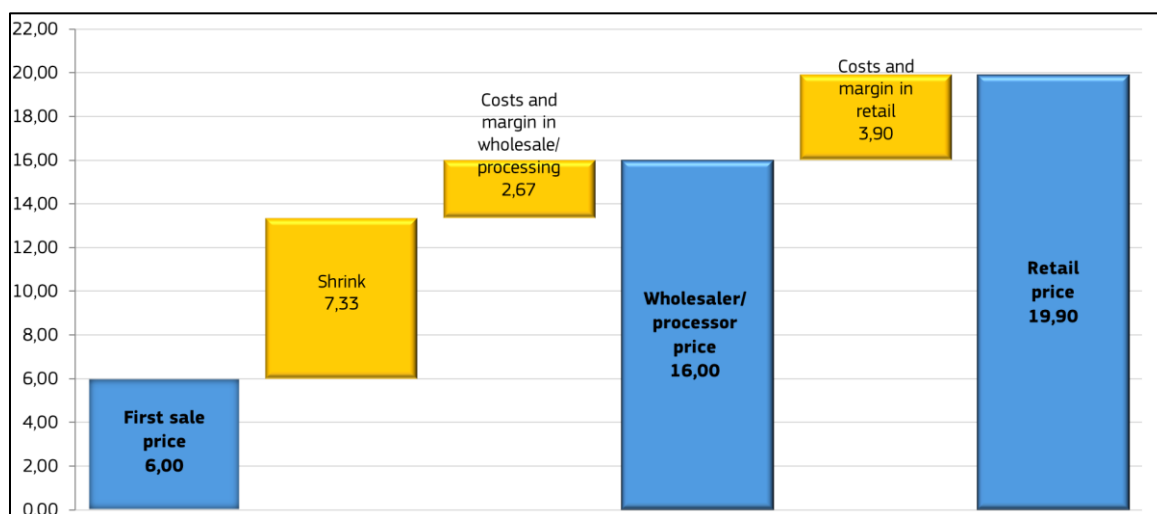 22,00
20,00
18,00
16,00
14,00
12,00
10,00
8,00
6,00
4,00
2,00
0,00
First sale
price
6,00
Shrink
7,33
Costs and
margin in
wholesale/
processing
2,67
Wholesaler/
processor
price
16,00
Costs and
margin in
retail
3,90
Retail
price
19,90